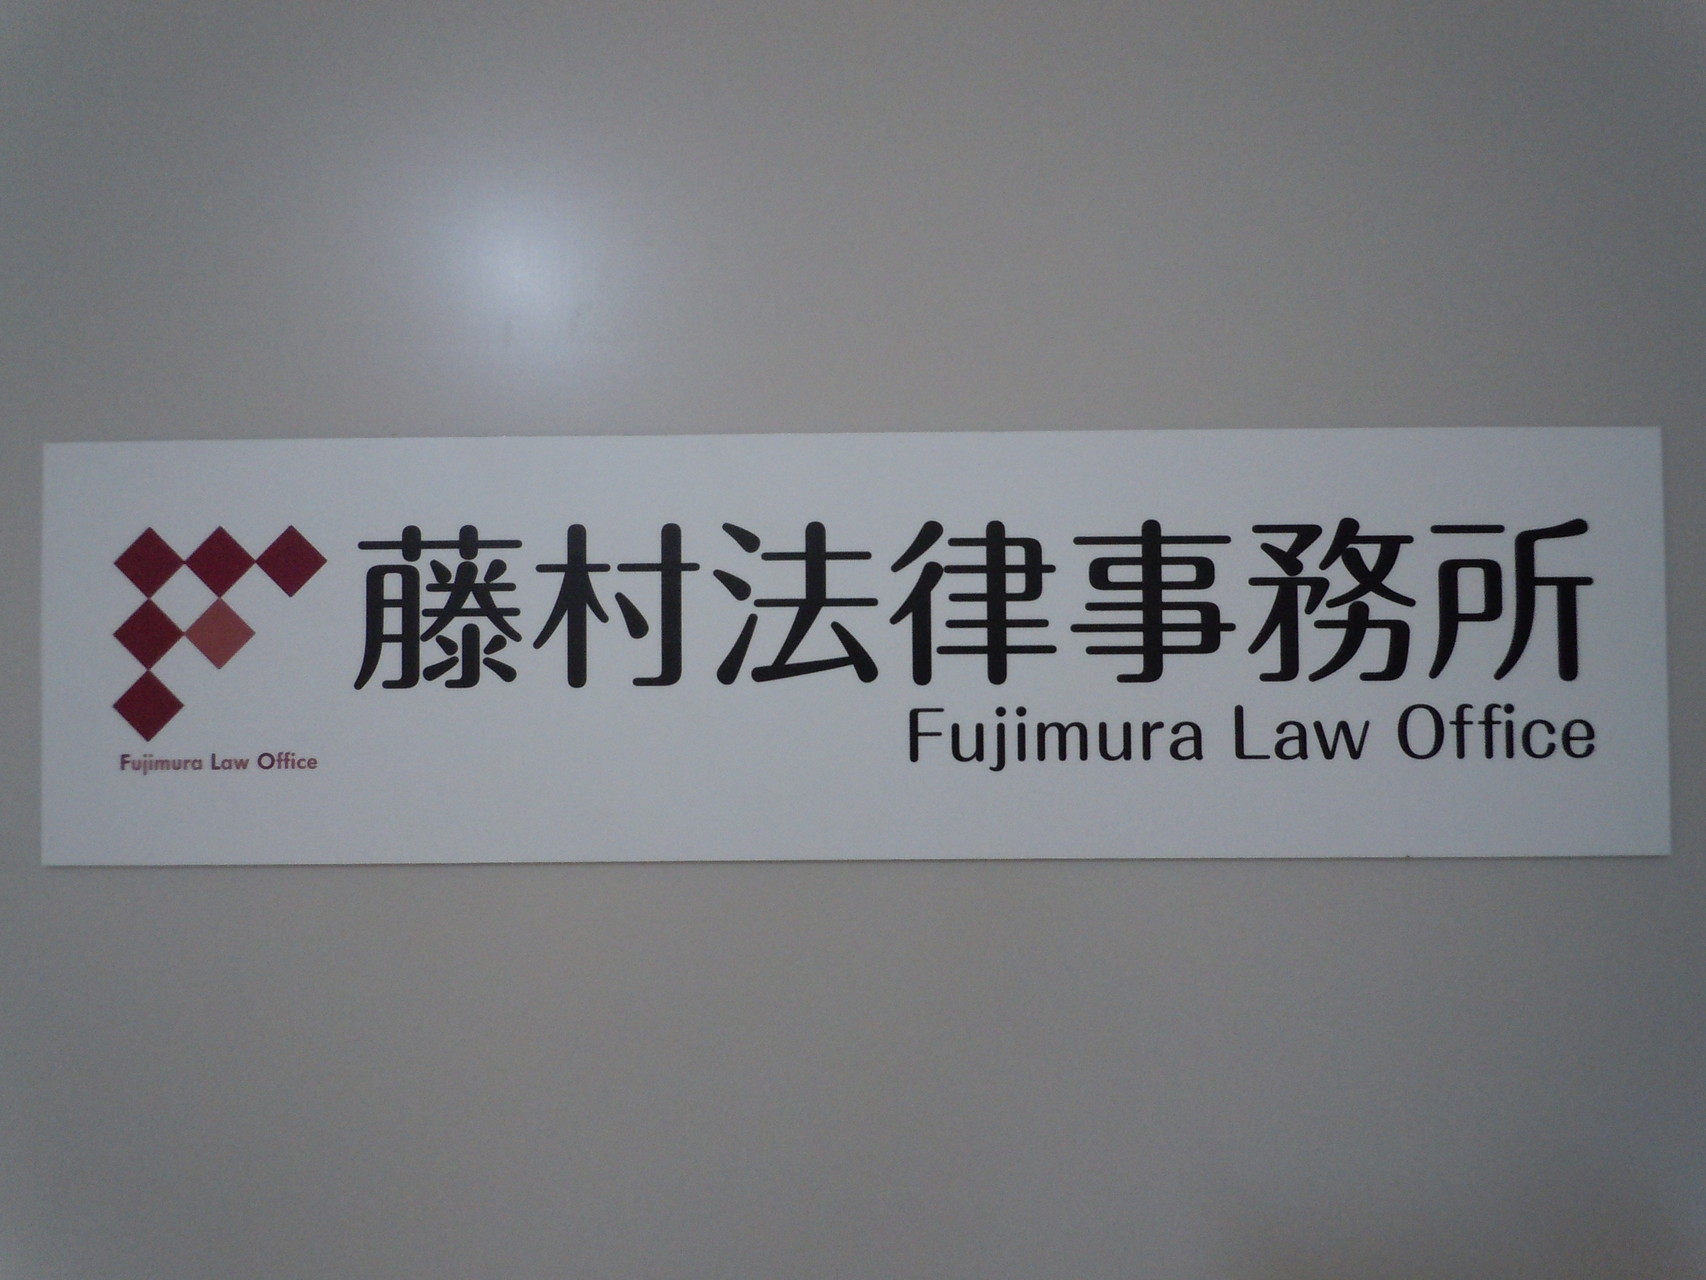 藤村法律事務所
Fujimura Law Office
Fujimura Law Office